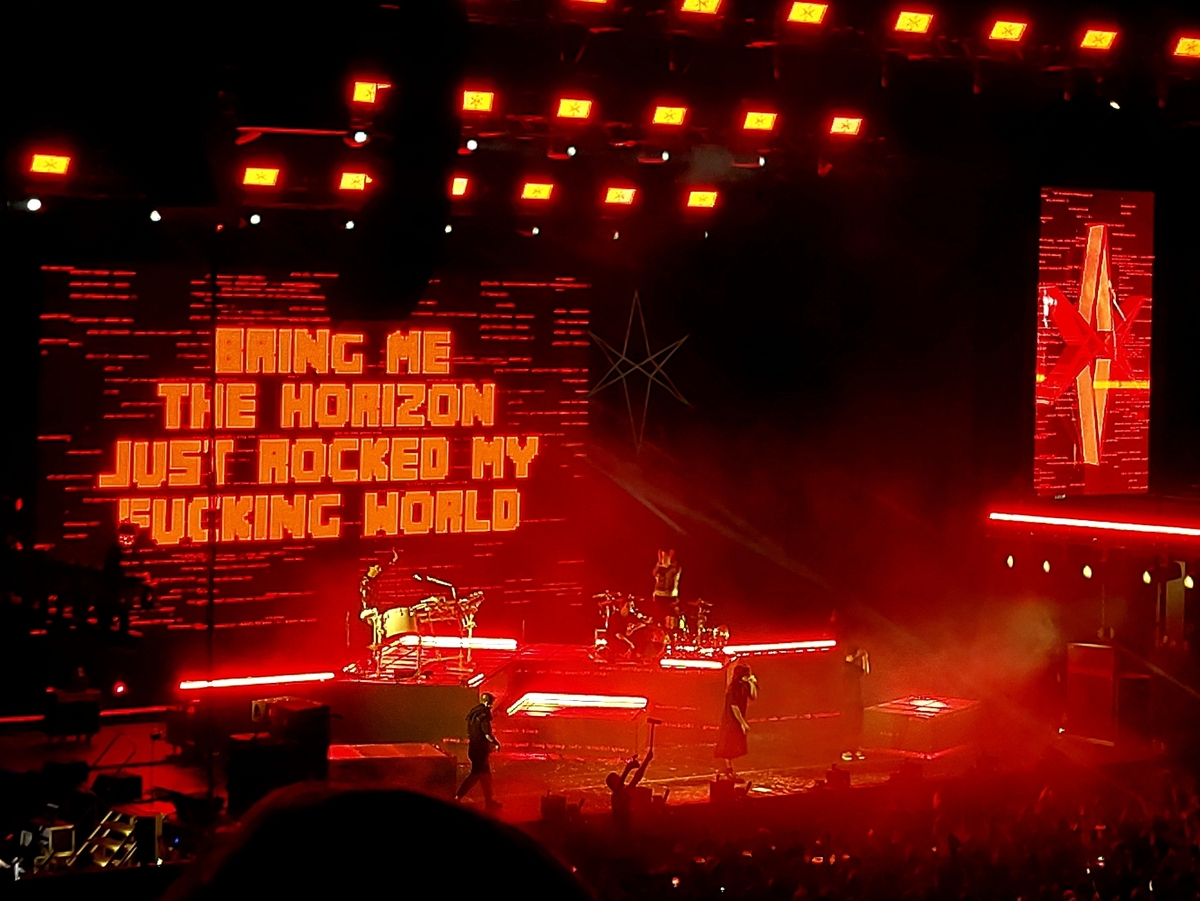 BRING ME
THE HORIZON
JUST ROCKED MY
FUCKING WORLD